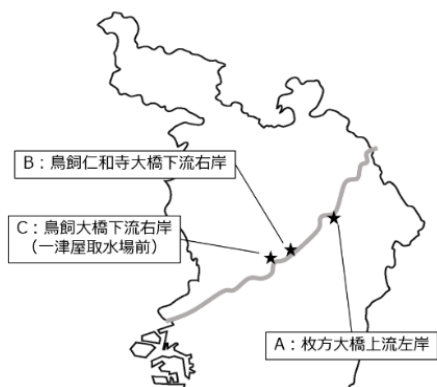 B：鳥飼仁和寺大橋下流右岸
C：鳥飼大橋下流右岸
（一津屋取水場前）
A：枚方大橋上流左岸